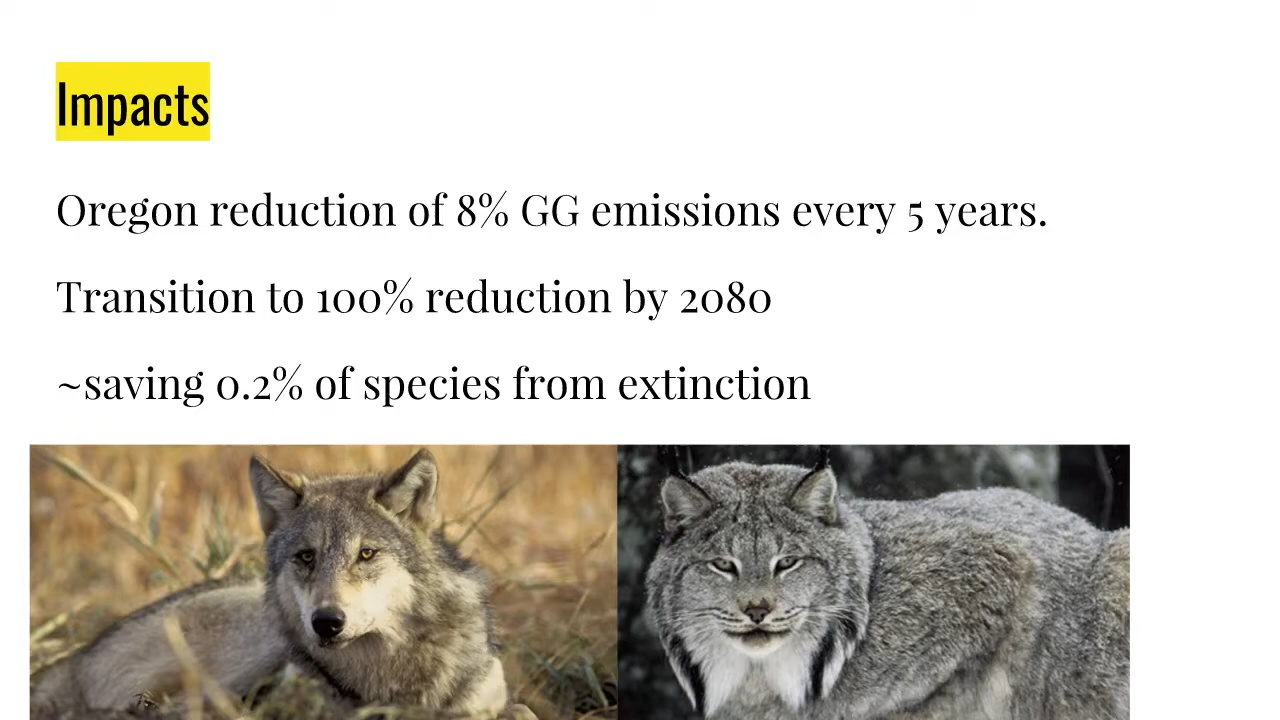 Impacts
Oregon reduction of 8% GG emissions every 5 years.
Transition to 100% reduction by 2080
~saving 0.2% of species from extinction